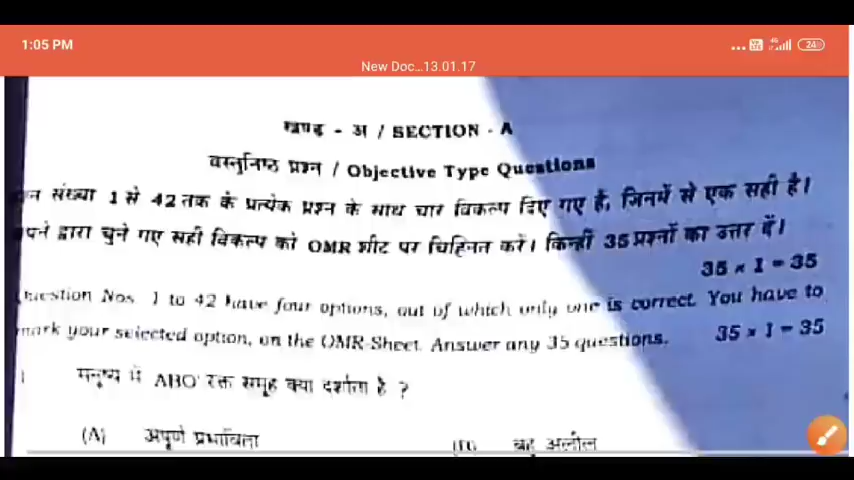 1:05 PM
24
New Doc...13.01.17
खण्ड - अ / SECTION - A
वस्तुनिष्ठ प्रश्न / Objective Type Questions
संख्या 1 से 42 तक के प्रत्येक प्रश्न के साथ चार विकल्प दिए गए हैं, जिनमें से एक सही है।
द्वारा चुने गए सही विकल्प को OMR शीट पर चिह्नित करें। किन्हीं 35 प्रश्नों का उत्तर दें।
35 × 1 = 35
Question Nos. 1 to 42 have four options, out of which only one is correct. You have to
mark your selected option, on the OMR-Sheet. Answer any 35 questions. 35 × 1 = 35
मनुष्य में ABO रक्त समूह क्या दर्शाता है ?
(A) अपूर्ण प्रभाविता (B) बहु अलील